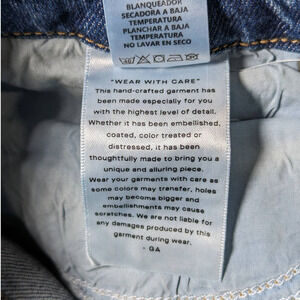 BLANQUEADOR
SECADORA A BAJA
TEMPERATURA
PLANCHAR A BAJA
TEMPERATURA
NO LAVAR EN SECO
"WEAR WITH CARE"
This hand-crafted garment has
been made especially for you
with the highest level of detail.
Whether it has been embellished,
coated, color treated or
distressed, it has been
thoughtfully made to bring you a
unique and alluring piece.
Wear your garments with care as
some colors may transfer, holes
may become bigger and
embellishments may cause
scratches. We are not liable for
any damages produced by this
garment during wear.
- GA